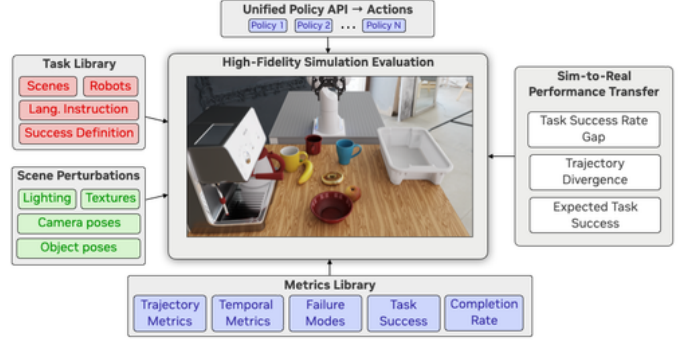 Unified Policy API → Actions
Policy 1 Policy 2 ... Policy N
Task Library
Scenes Robots
Lang. Instruction
Success Definition
Scene Perturbations
Lighting Textures
Camera poses
Object poses
High-Fidelity Simulation Evaluation
Sim-to-Real
Performance Transfer
Task Success Rate
Gap
Trajectory
Divergence
Expected Task
Success
Metrics Library
Trajectory
Metrics
Temporal
Metrics
Failure
Modes
Task
Success
Completion
Rate